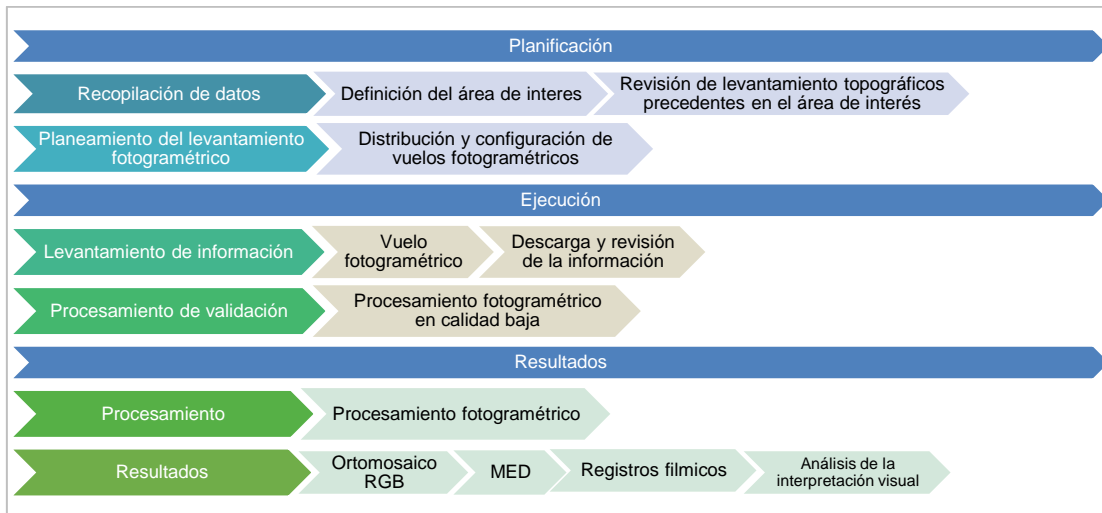 Planificación
Recopilación de datos
Definición del área de interes
Revisión de levantamiento topográficos
precedentes en el área de interés
Planeamiento del levantamiento
fotogramétrico
Distribución y configuración de
vuelos fotogramétricos
Ejecución
Levantamiento de información
Vuelo
fotogramétrico
Descarga y revisión
de la información
Procesamiento de validación
Procesamiento fotogramétrico
en calidad baja
Resultados
Procesamiento
Procesamiento fotogramétrico
Resultados
Ortomosaico
RGB
MED
Registros filmicos
Análisis de la
interpretación visual